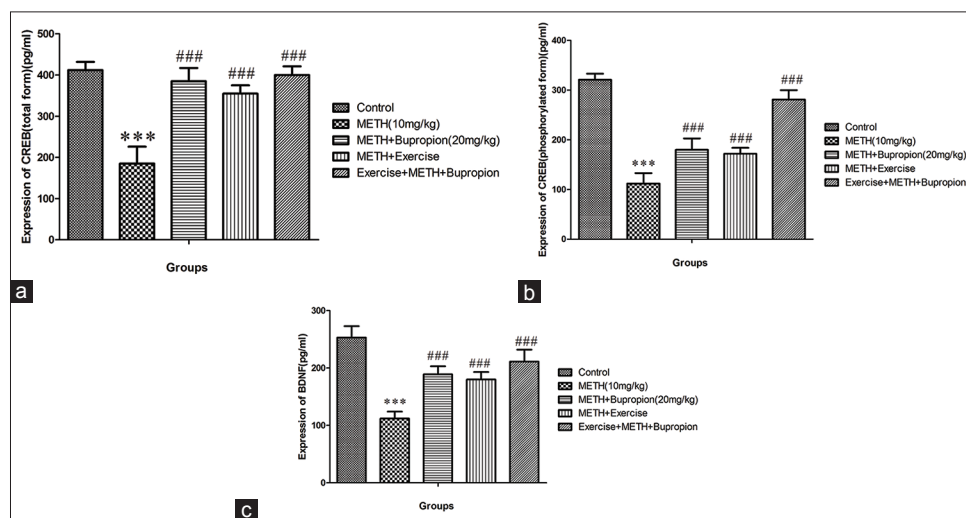 Expression of CREB(total form)(pg/ml)
500
400
300
200
100
0
***
###
###
###
Groups
Control
METH(10mg/kg)
METH+Bupropion(20mg/kg)
METH+Exercise
Exercise+METH+Bupropion
a
Expression of CREB(phosphorylated form)(pg/ml)
400
300
200
100
0
***
###
###
###
Groups
Control
METH(10mg/kg)
METH+Bupropion(20mg/kg)
METH+Exercise
Exercise+METH+Bupropion
b
Expression of BDNF(pg/ml)
300
200
100
0
***
###
###
###
Groups
Control
METH(10mg/kg)
METH+Bupropion(20mg/kg)
METH+Exercise
Exercise+METH+Bupropion
c